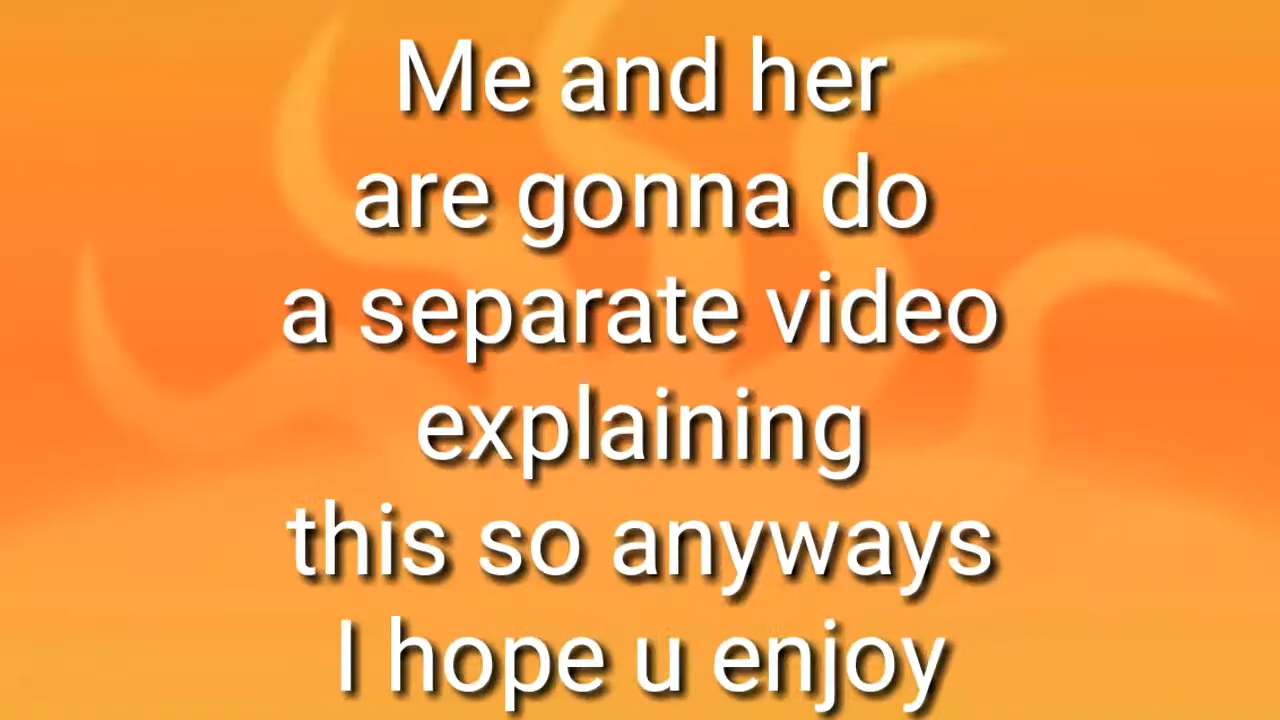 Me and her
are gonna do
a separate video
explaining
this so anyways
I hope u enjoy